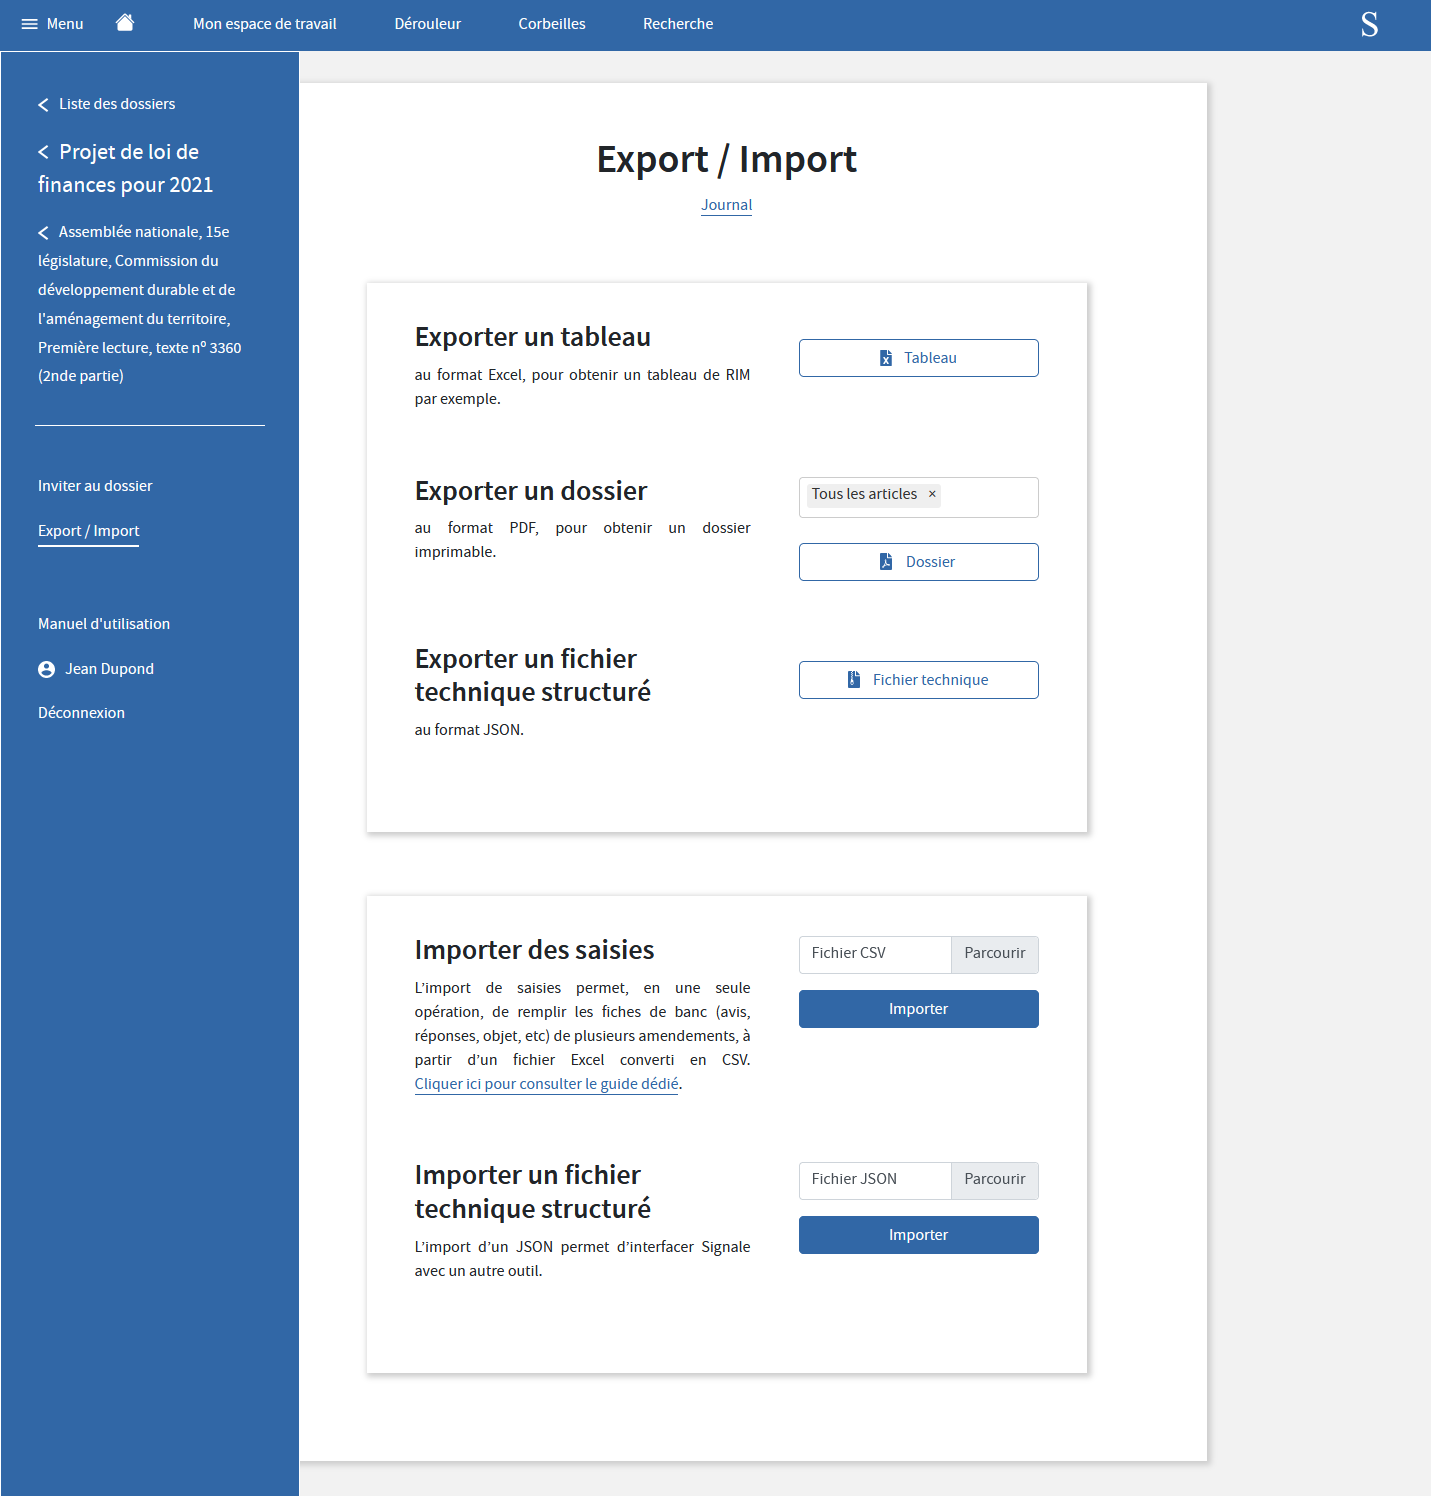 Menu
Mon espace de travail
Dérouleur
Corbeilles
Recherche
S
Liste des dossiers
Projet de loi de
finances pour 2021
Assemblée nationale, 15e
législature, Commission du
développement durable et de
l'aménagement du territoire,
Première lecture, texte nº 3360
(2nde partie)
Inviter au dossier
Export / Import
Manuel d'utilisation
Jean Dupond
Déconnexion
Export / Import
Journal
Exporter un tableau
au format Excel, pour obtenir un tableau de RIM
par exemple.
Tableau
Exporter un dossier
au format PDF, pour obtenir un dossier
imprimable.
Tous les articles ×
Dossier
Exporter un fichier
technique structuré
au format JSON.
Fichier technique
Importer des saisies
L’import de saisies permet, en une seule
opération, de remplir les fiches de banc (avis,
réponses, objet, etc) de plusieurs amendements, à
partir d’un fichier Excel converti en CSV.
Cliquer ici pour consulter le guide dédié.
Fichier CSV
Parcourir
Importer
Importer un fichier
technique structuré
L’import d’un JSON permet d’interfacer Signale
avec un autre outil.
Fichier JSON
Parcourir
Importer